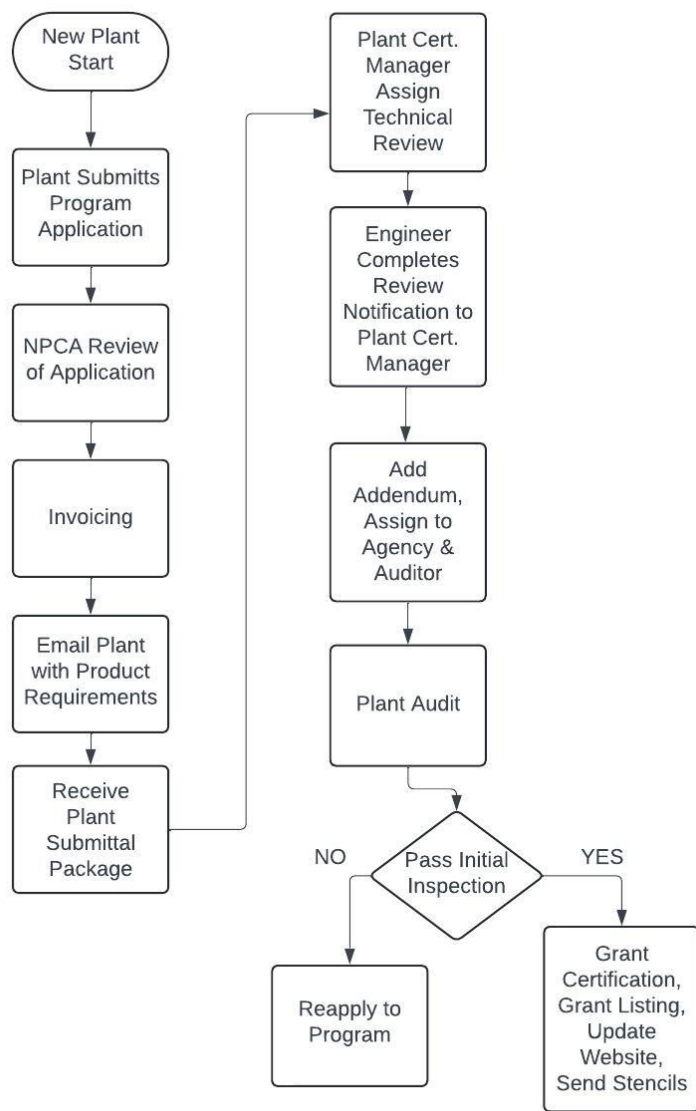 New Plant
Start
Plant Submitts
Program
Application
NPCA Review
of Application
Invoicing
Email Plant
with Product
Requirements
Receive
Plant
Submittal
Package
Plant Cert.
Manager
Assign
Technical
Review
Engineer
Completes
Review
Notification to
Plant Cert.
Manager
Add
Addendum,
Assign to
Agency &
Auditor
Plant Audit
Pass Initial
Inspection
NO
YES
Reapply to
Program
Grant
Certification,
Grant Listing,
Update
Website,
Send Stencils